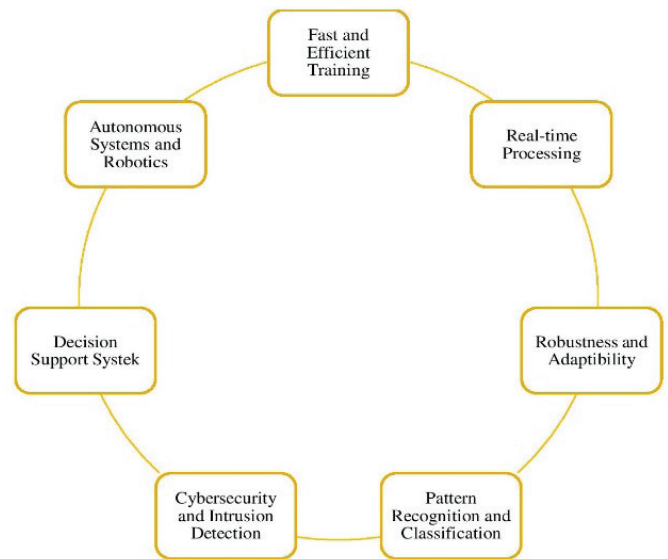 Fast and
Efficient
Training
Real-time
Processing
Robustness and
Adaptibility
Pattern
Recognition and
Classification
Cybersecurity
and Intrusion
Detection
Decision
Support Systek
Autonomous
Systems and
Robotics